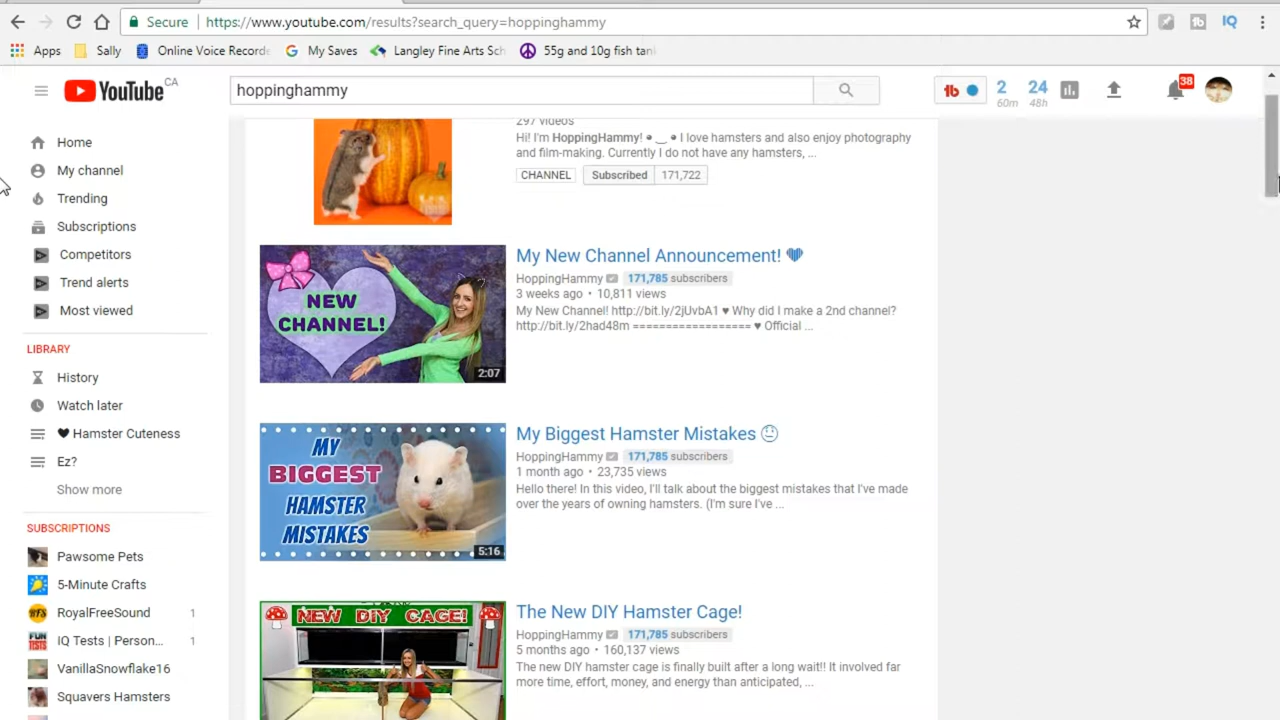 Secure
https://www.youtube.com/results?search_query=hoppinghammy
IQ
Apps Sally Online Voice Record My Saves Langley Fine Arts Sch 55g and 10g fish tan
YouTube CA
hoppinghammy
tb 2 60m 24 48h 38
Home
My channel
Trending
Subscriptions
Competitors
Trend alerts
Most viewed
LIBRARY
History
Watch later
♥ Hamster Cuteness
Ez?
Show more
SUBSCRIPTIONS
Pawsome Pets
5-Minute Crafts
RoyalFreeSound 1
IQ Tests | Person... 1
VanillaSnowflake16
Squavers Hamsters
297 videos
Hi! I'm HoppingHammy! •‿• I love hamsters and also enjoy photography
and film-making. Currently I do not have any hamsters, ...
CHANNEL Subscribed 171,722
NEW
CHANNEL!
2:07
My New Channel Announcement! 💜
HoppingHammy 171,785 subscribers
3 weeks ago • 10,811 views
My New Channel! http://bit.ly/2jUvbA1 ♥ Why did I make a 2nd channel?
http://bit.ly/2had48m ================== ♥ Official ...
MY
BIGGEST
HAMSTER
MISTAKES
5:16
My Biggest Hamster Mistakes 🙂
HoppingHammy 171,785 subscribers
1 month ago • 23,735 views
Hello there! In this video, I'll talk about the biggest mistakes that I've made
over the years of owning hamsters. (I'm sure I've ...
NEW DIY CAGE!
The New DIY Hamster Cage!
HoppingHammy 171,785 subscribers
5 months ago • 160,137 views
The new DIY hamster cage is finally built after a long wait!! It involved far
more time, effort, money, and energy than anticipated, ...